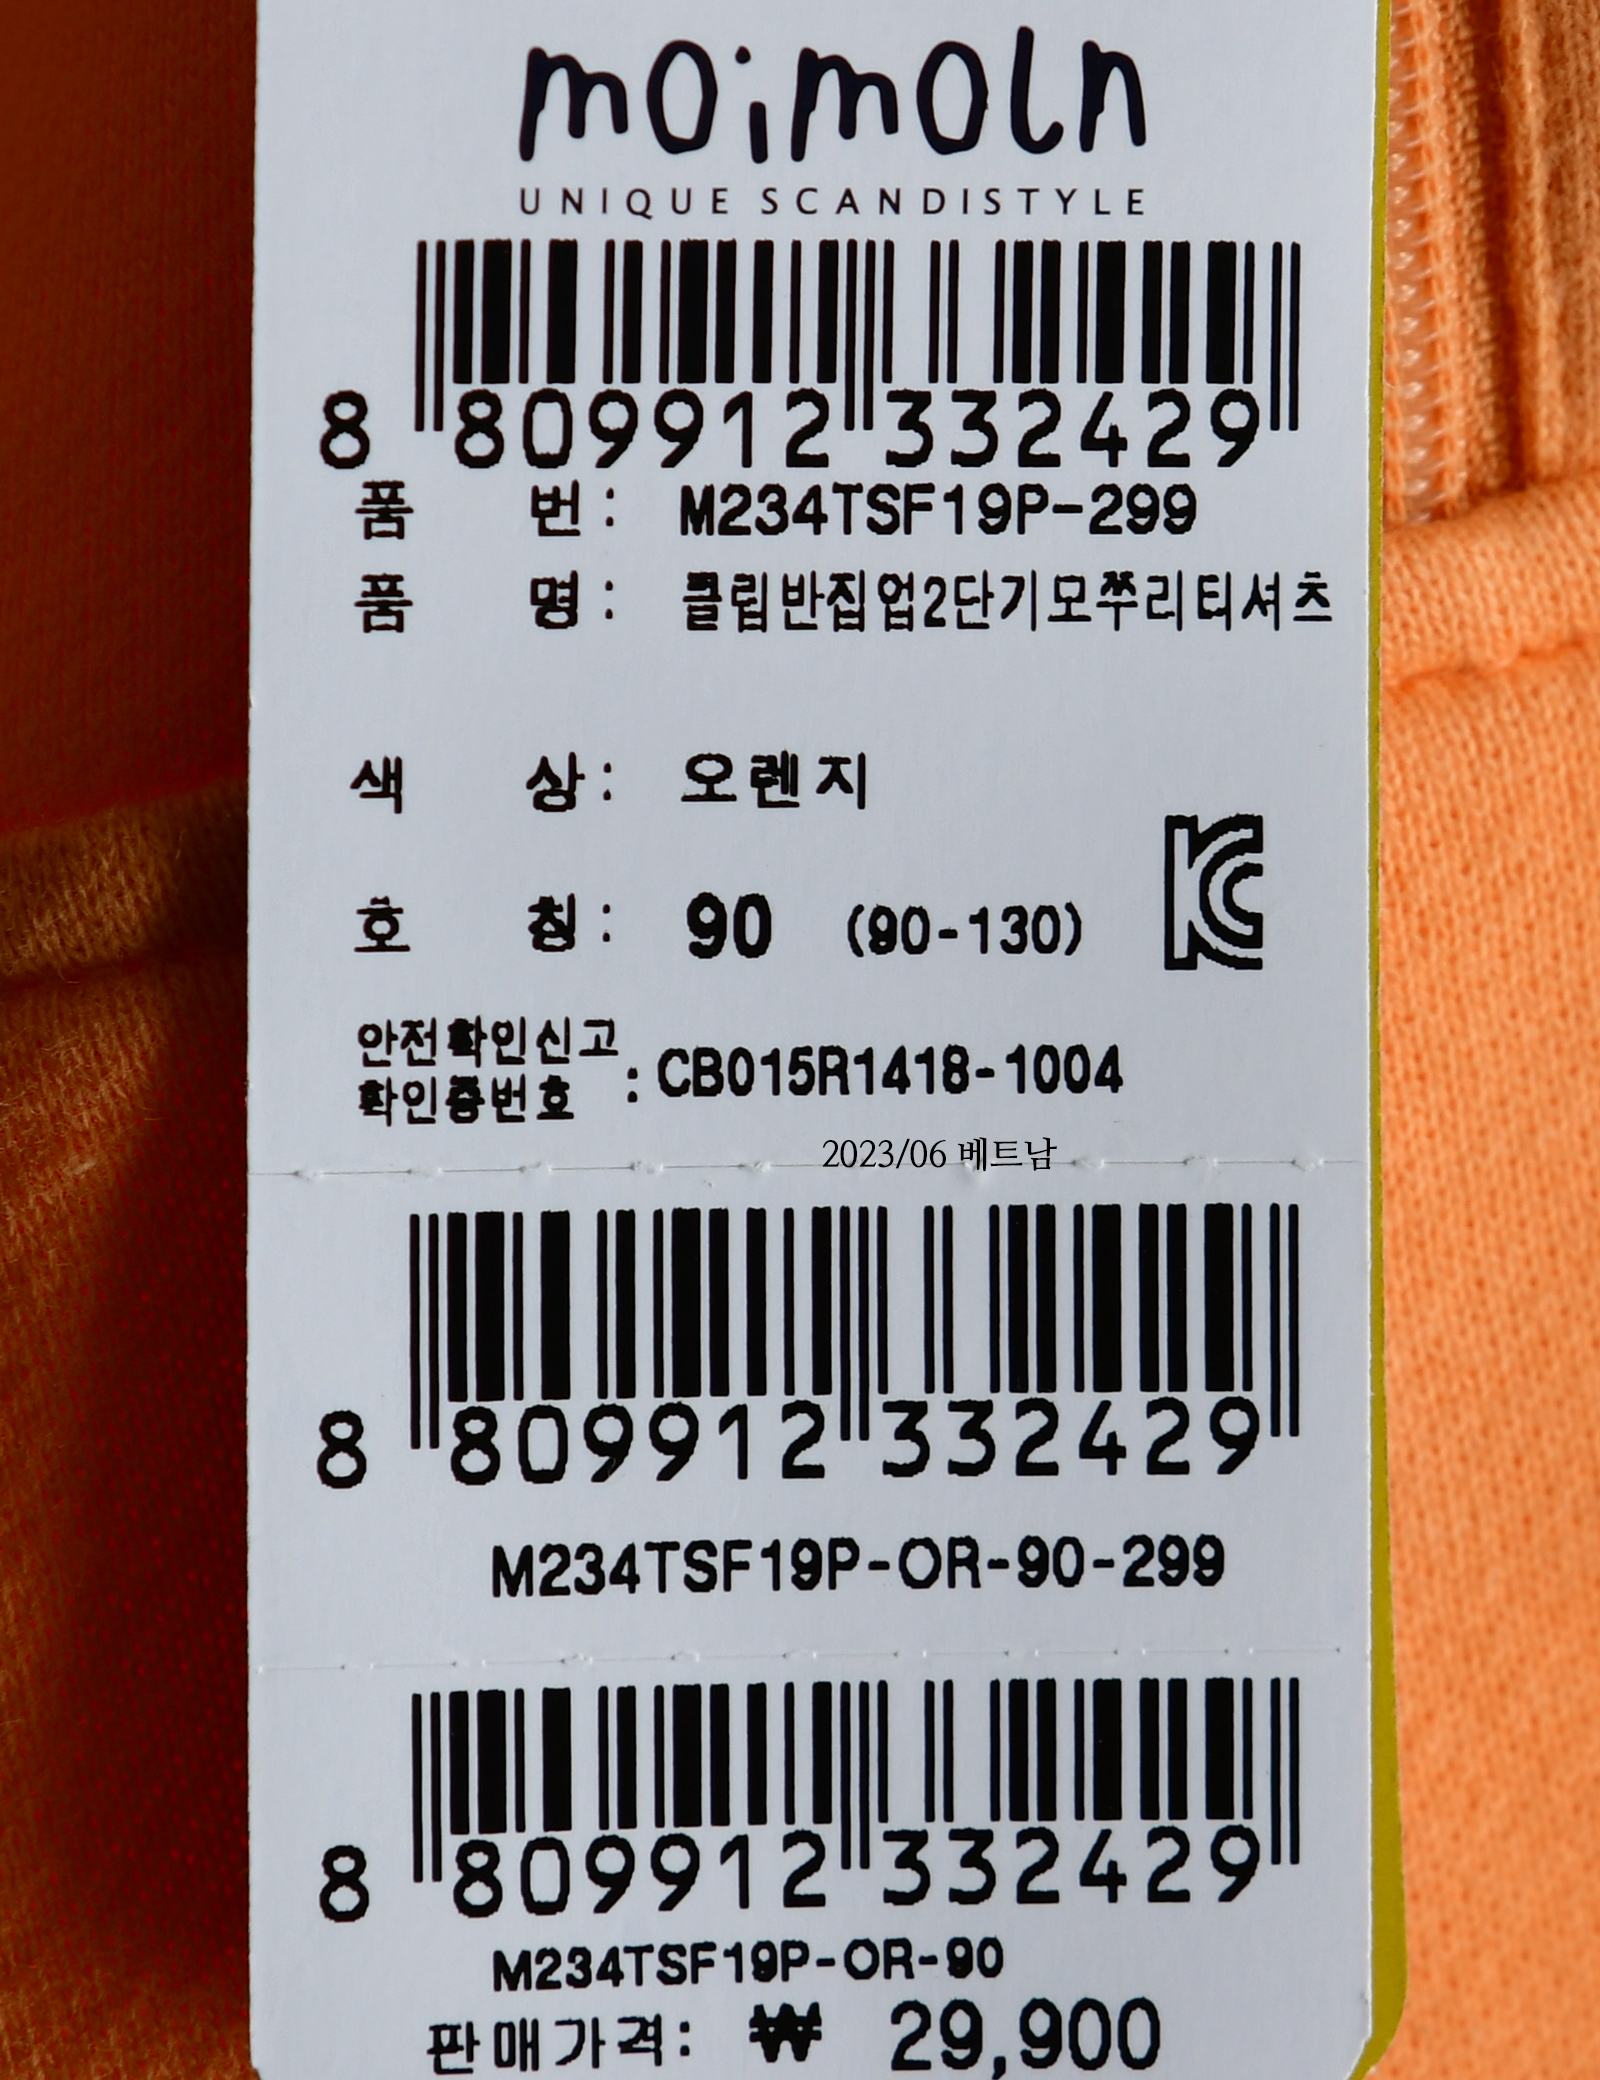 moimoln
UNIQUE SCANDISTYLE
8 809912 332429
품 번: M234TSF19P-299
품 명: 클립반집업2단기모쭈리티셔츠
색 상: 오렌지
호 칭: 90 (90-130)
안전확인신고
확인증번호 : CB015R1418-1004
2023/06 베트남
8 809912 332429
M234TSF19P-OR-90-299
8 809912 332429
M234TSF19P-OR-90
판매가격: ₩ 29,900